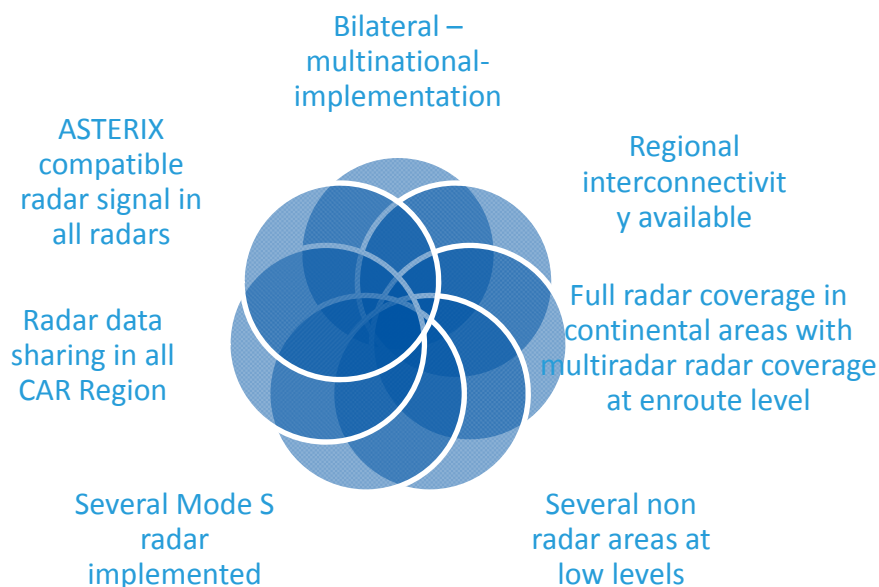 Bilateral –
multinational-
implementation
ASTERIX
compatible
radar signal in
all radars
Regional
interconnectivit
y available
Radar data
sharing in all
CAR Region
Full radar coverage in
continental areas with
multiradar radar coverage
at enroute level
Several Mode S
radar
implemented
Several non
radar areas at
low levels